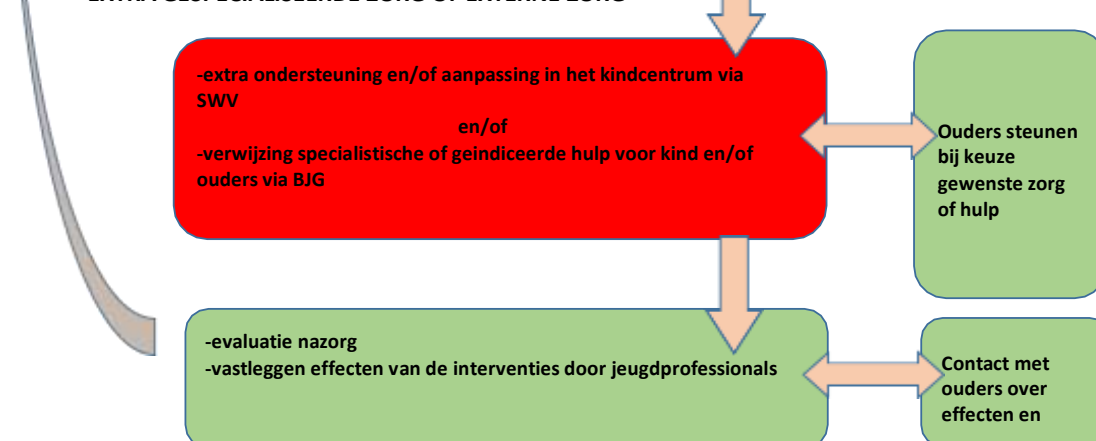 -extra ondersteuning en/of aanpassing in het kindcentrum via
SWV
en/of
-verwijzing specialistische of geindiceerde hulp voor kind en/of
ouders via BJG
Ouders steunen
bij keuze
gewenste zorg
of hulp
-evaluatie nazorg
-vastleggen effecten van de interventies door jeugdprofessionals
Contact met
ouders over
effecten en